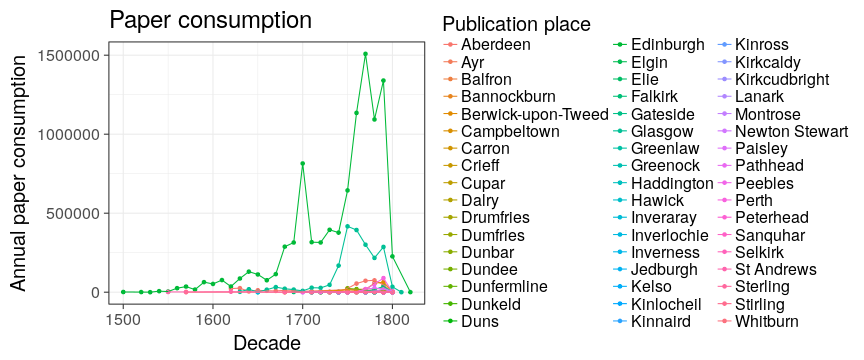 Paper consumption
Annual paper consumption
1500000
1000000
500000
0
1500
1600
1700
1800
Decade
Publication place
Aberdeen
Ayr
Balfron
Bannockburn
Berwick-upon-Tweed
Campbeltown
Carron
Crieff
Cupar
Dalry
Drumfries
Dumfries
Dunbar
Dundee
Dunfermline
Dunkeld
Duns
Edinburgh
Elgin
Elie
Falkirk
Gateside
Glasgow
Greenlaw
Greenock
Haddington
Hawick
Inveraray
Inverlochie
Inverness
Jedburgh
Kelso
Kinlocheil
Kinnaird
Kinross
Kirkcaldy
Kirkcudbright
Lanark
Montrose
Newton Stewart
Paisley
Pathhead
Peebles
Perth
Peterhead
Sanquhar
Selkirk
St Andrews
Sterling
Stirling
Whitburn